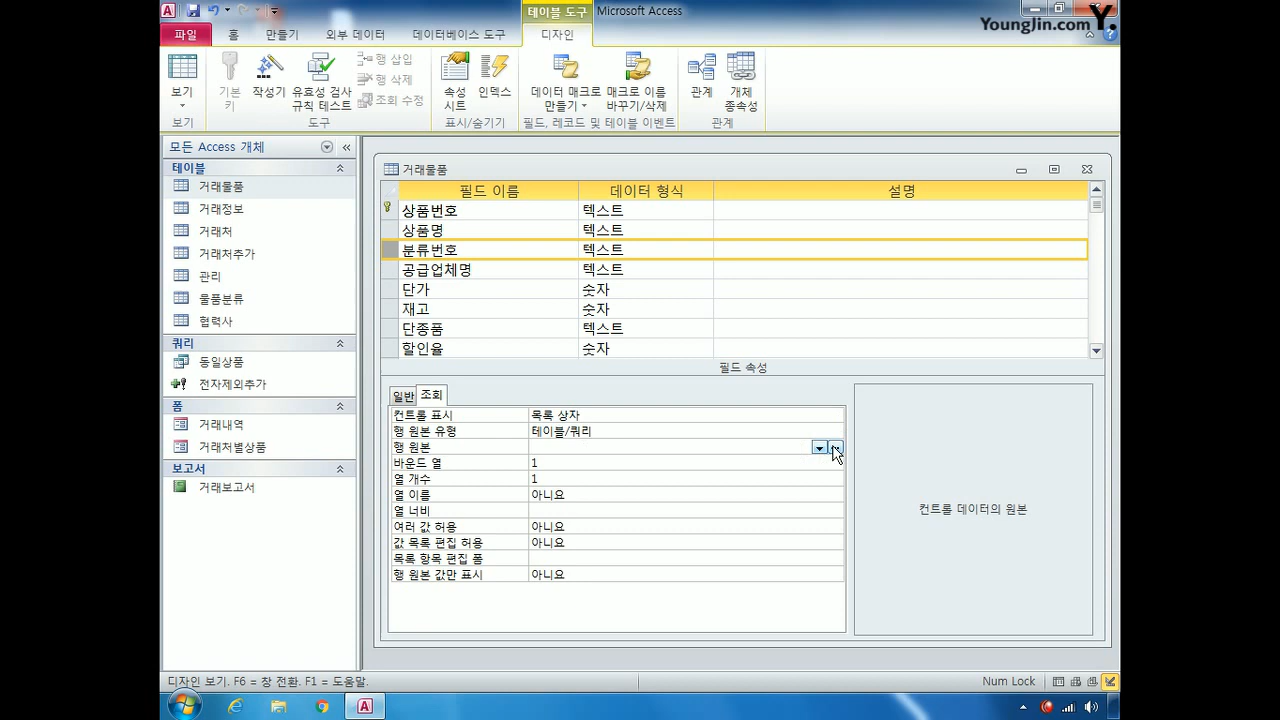 테이블 도구
Microsoft Access
Younglin.com Y.
파일
홈
만들기
외부 데이터
데이터베이스 도구
디자인
보기
기본
키
작성기
유효성 검사
규칙 테스트
행 삽입
행 삭제
조회 수정
속성
시트
인덱스
데이터 매크로
만들기
매크로 이름
바꾸기/삭제
관계
개체
종속성
보기
도구
표시/숨기기
필드, 레코드 및 테이블 이벤트
관계
모든 Access 개체
테이블
거래물품
거래정보
거래처
거래처추가
관리
물품분류
협력사
쿼리
동일상품
전자제외추가
폼
거래내역
거래처별상품
보고서
거래보고서
거래물품
필드 이름 데이터 형식 설명
상품번호 텍스트
상품명 텍스트
분류번호 텍스트
공급업체명 텍스트
단가 숫자
재고 숫자
단종품 텍스트
할인율 숫자
필드 속성
일반 조회
컨트롤 표시 목록 상자
행 원본 유형 테이블/쿼리
행 원본
바운드 열 1
열 개수 1
열 이름 아니요
열 너비
여러 값 허용 아니요
값 목록 편집 허용 아니요
목록 항목 편집 폼
행 원본 값만 표시 아니요
컨트롤 데이터의 원본
디자인 보기. F6 = 창 전환. F1 = 도움말.
Num Lock